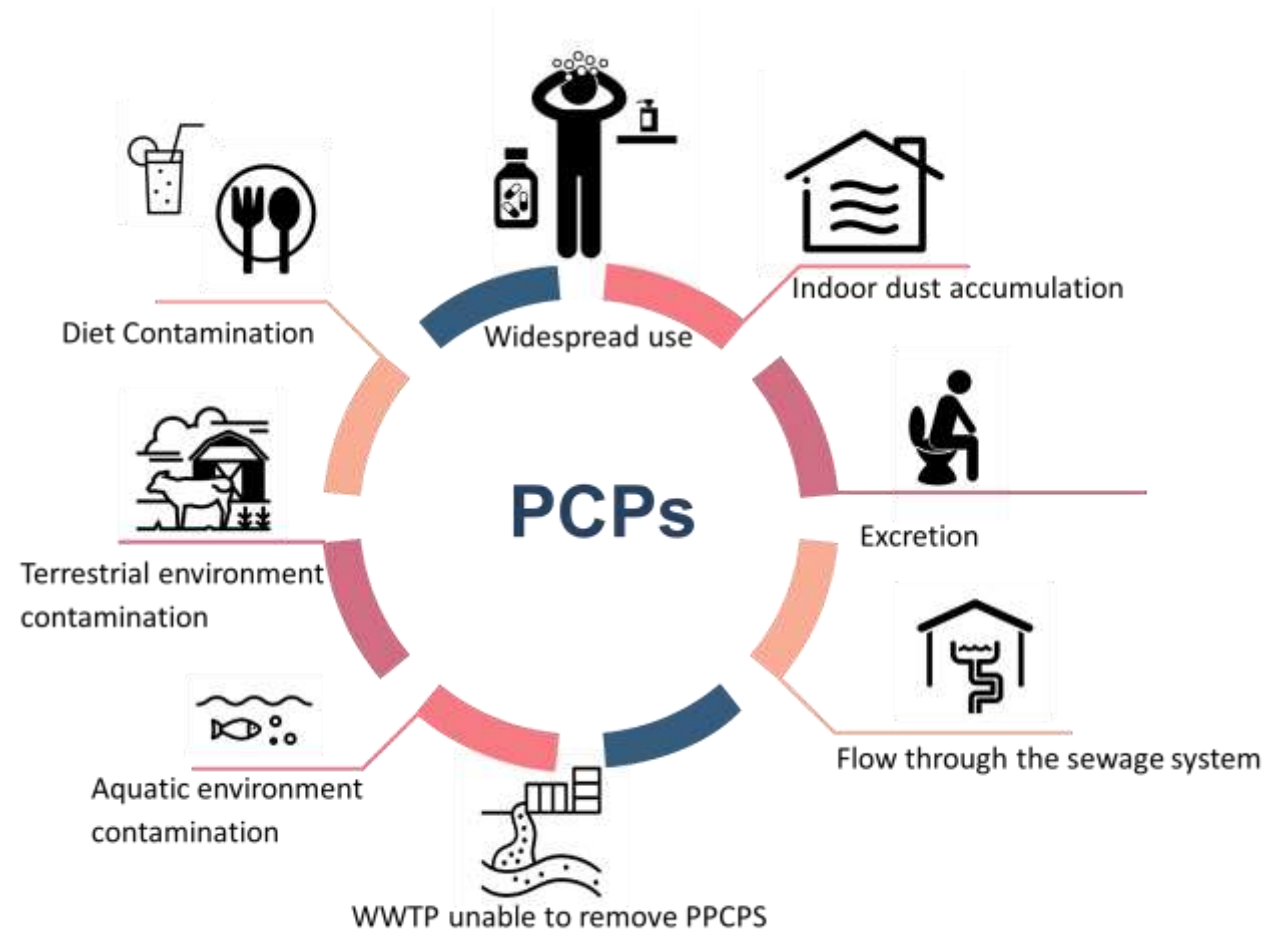 Widespread use
Indoor dust accumulation
Diet Contamination
PCPs
Excretion
Terrestrial environment
contamination
Flow through the sewage system
Aquatic environment
contamination
WWTP unable to remove PPCPS